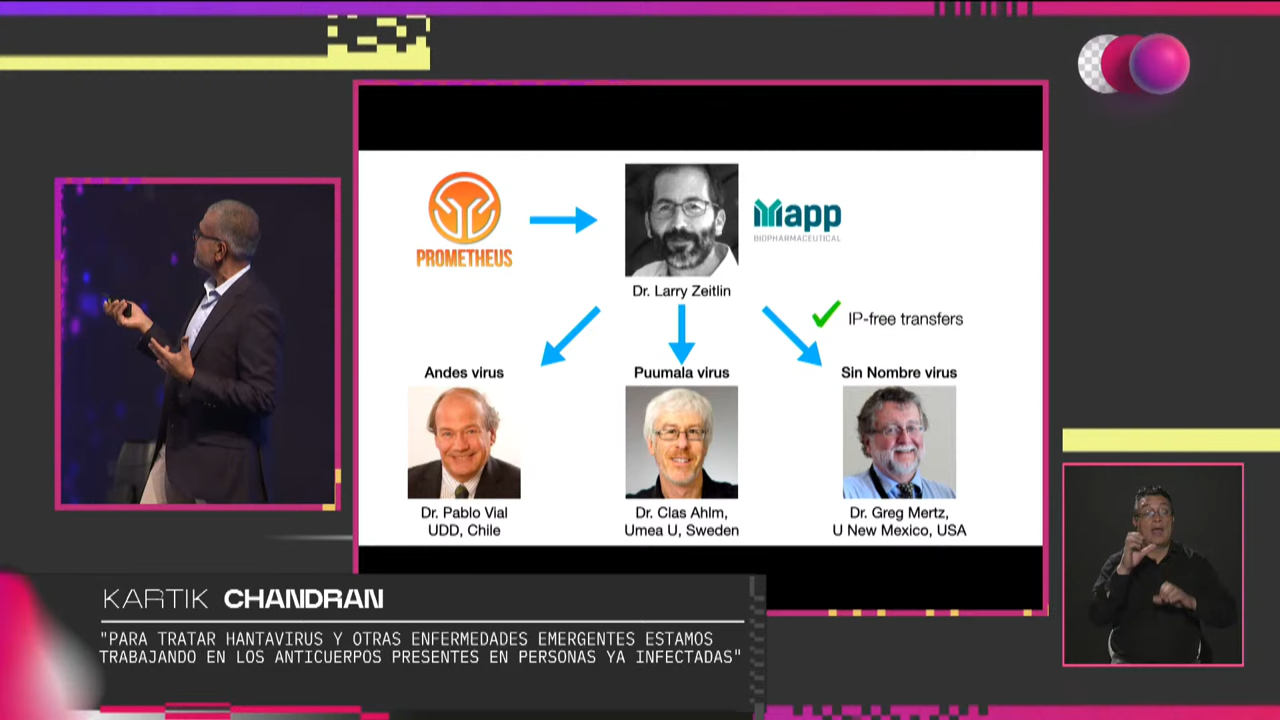 PROMETHEUS
Mapp
BIOPHARMACEUTICAL
Dr. Larry Zeitlin
IP-free transfers
Andes virus
Puumala virus
Sin Nombre virus
Dr. Pablo Vial
UDD, Chile
Dr. Clas Ahlm,
Umea U, Sweden
Dr. Greg Mertz,
U New Mexico, USA
KARTIK CHANDRAN
"PARA TRATAR HANTAVIRUS Y OTRAS ENFERMEDADES EMERGENTES ESTAMOS
TRABAJANDO EN LOS ANTICUERPOS PRESENTES EN PERSONAS YA INFECTADAS"